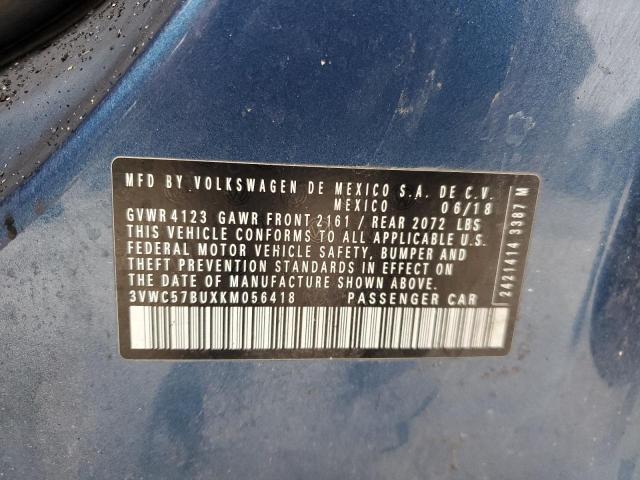 MFD BY VOLKSWAGEN DE MEXICO S.A. DE C.V.
MEXICO 06/18
GVWR 4123 GAWR FRONT 2161 / REAR 2072 LBS
THIS VEHICLE CONFORMS TO ALL APPLICABLE U.S.
FEDERAL MOTOR VEHICLE SAFETY, BUMPER AND
THEFT PREVENTION STANDARDS IN EFFECT ON
THE DATE OF MANUFACTURE SHOWN ABOVE.
3VWC57BUXKM056418 PASSENGER CAR
2421414 3387 M